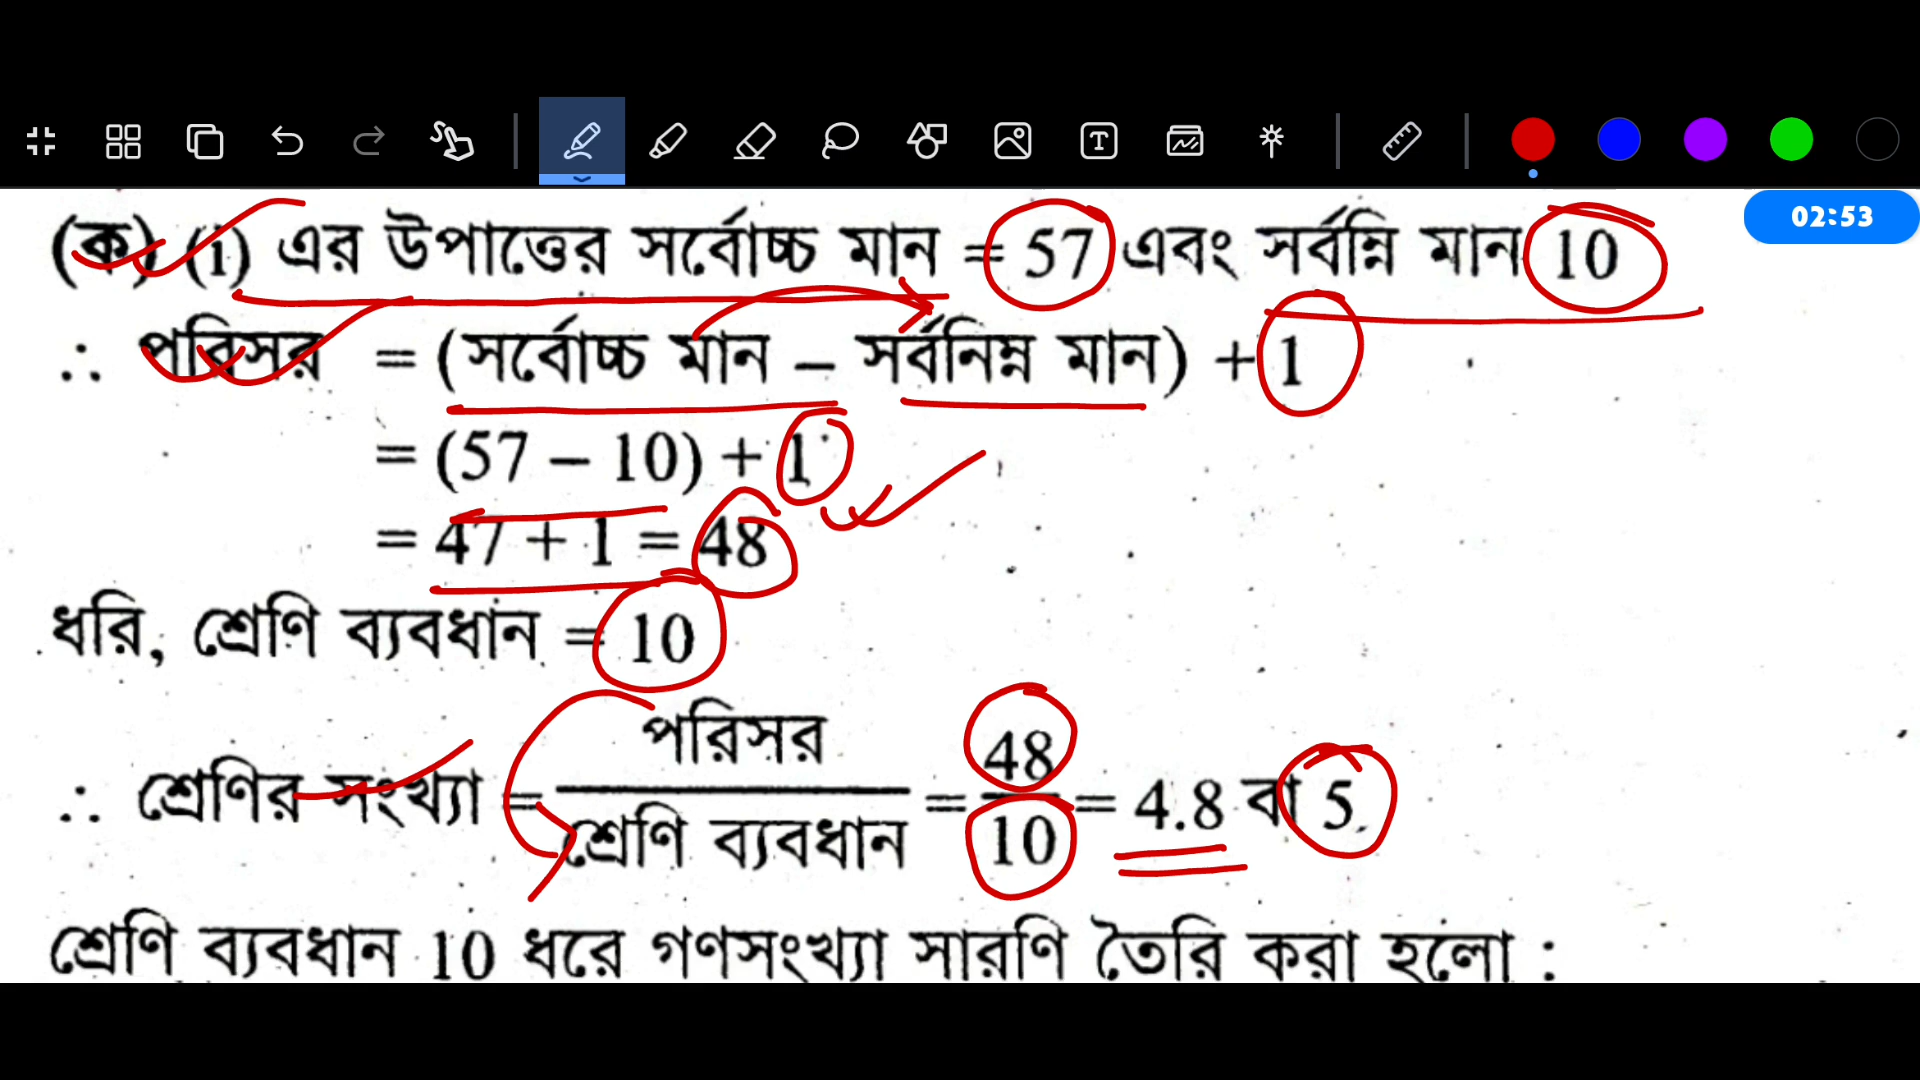 02:53
(ক) (i) এর উপাত্তের সর্বোচ্চ মান = 57 এবং সর্বন্নি মান 10
∴ পরিসর = (সর্বোচ্চ মান – সর্বনিম্ন মান) + 1
= (57 – 10) + 1
= 47 + 1 = 48
ধরি, শ্রেণি ব্যবধান = 10
∴ শ্রেণির সংখ্যা = পরিসর / শ্রেণি ব্যবধান = 48 / 10 = 4.8 বা 5
শ্রেণি ব্যবধান 10 ধরে গণসংখ্যা সারণি তৈরি করা হলো :